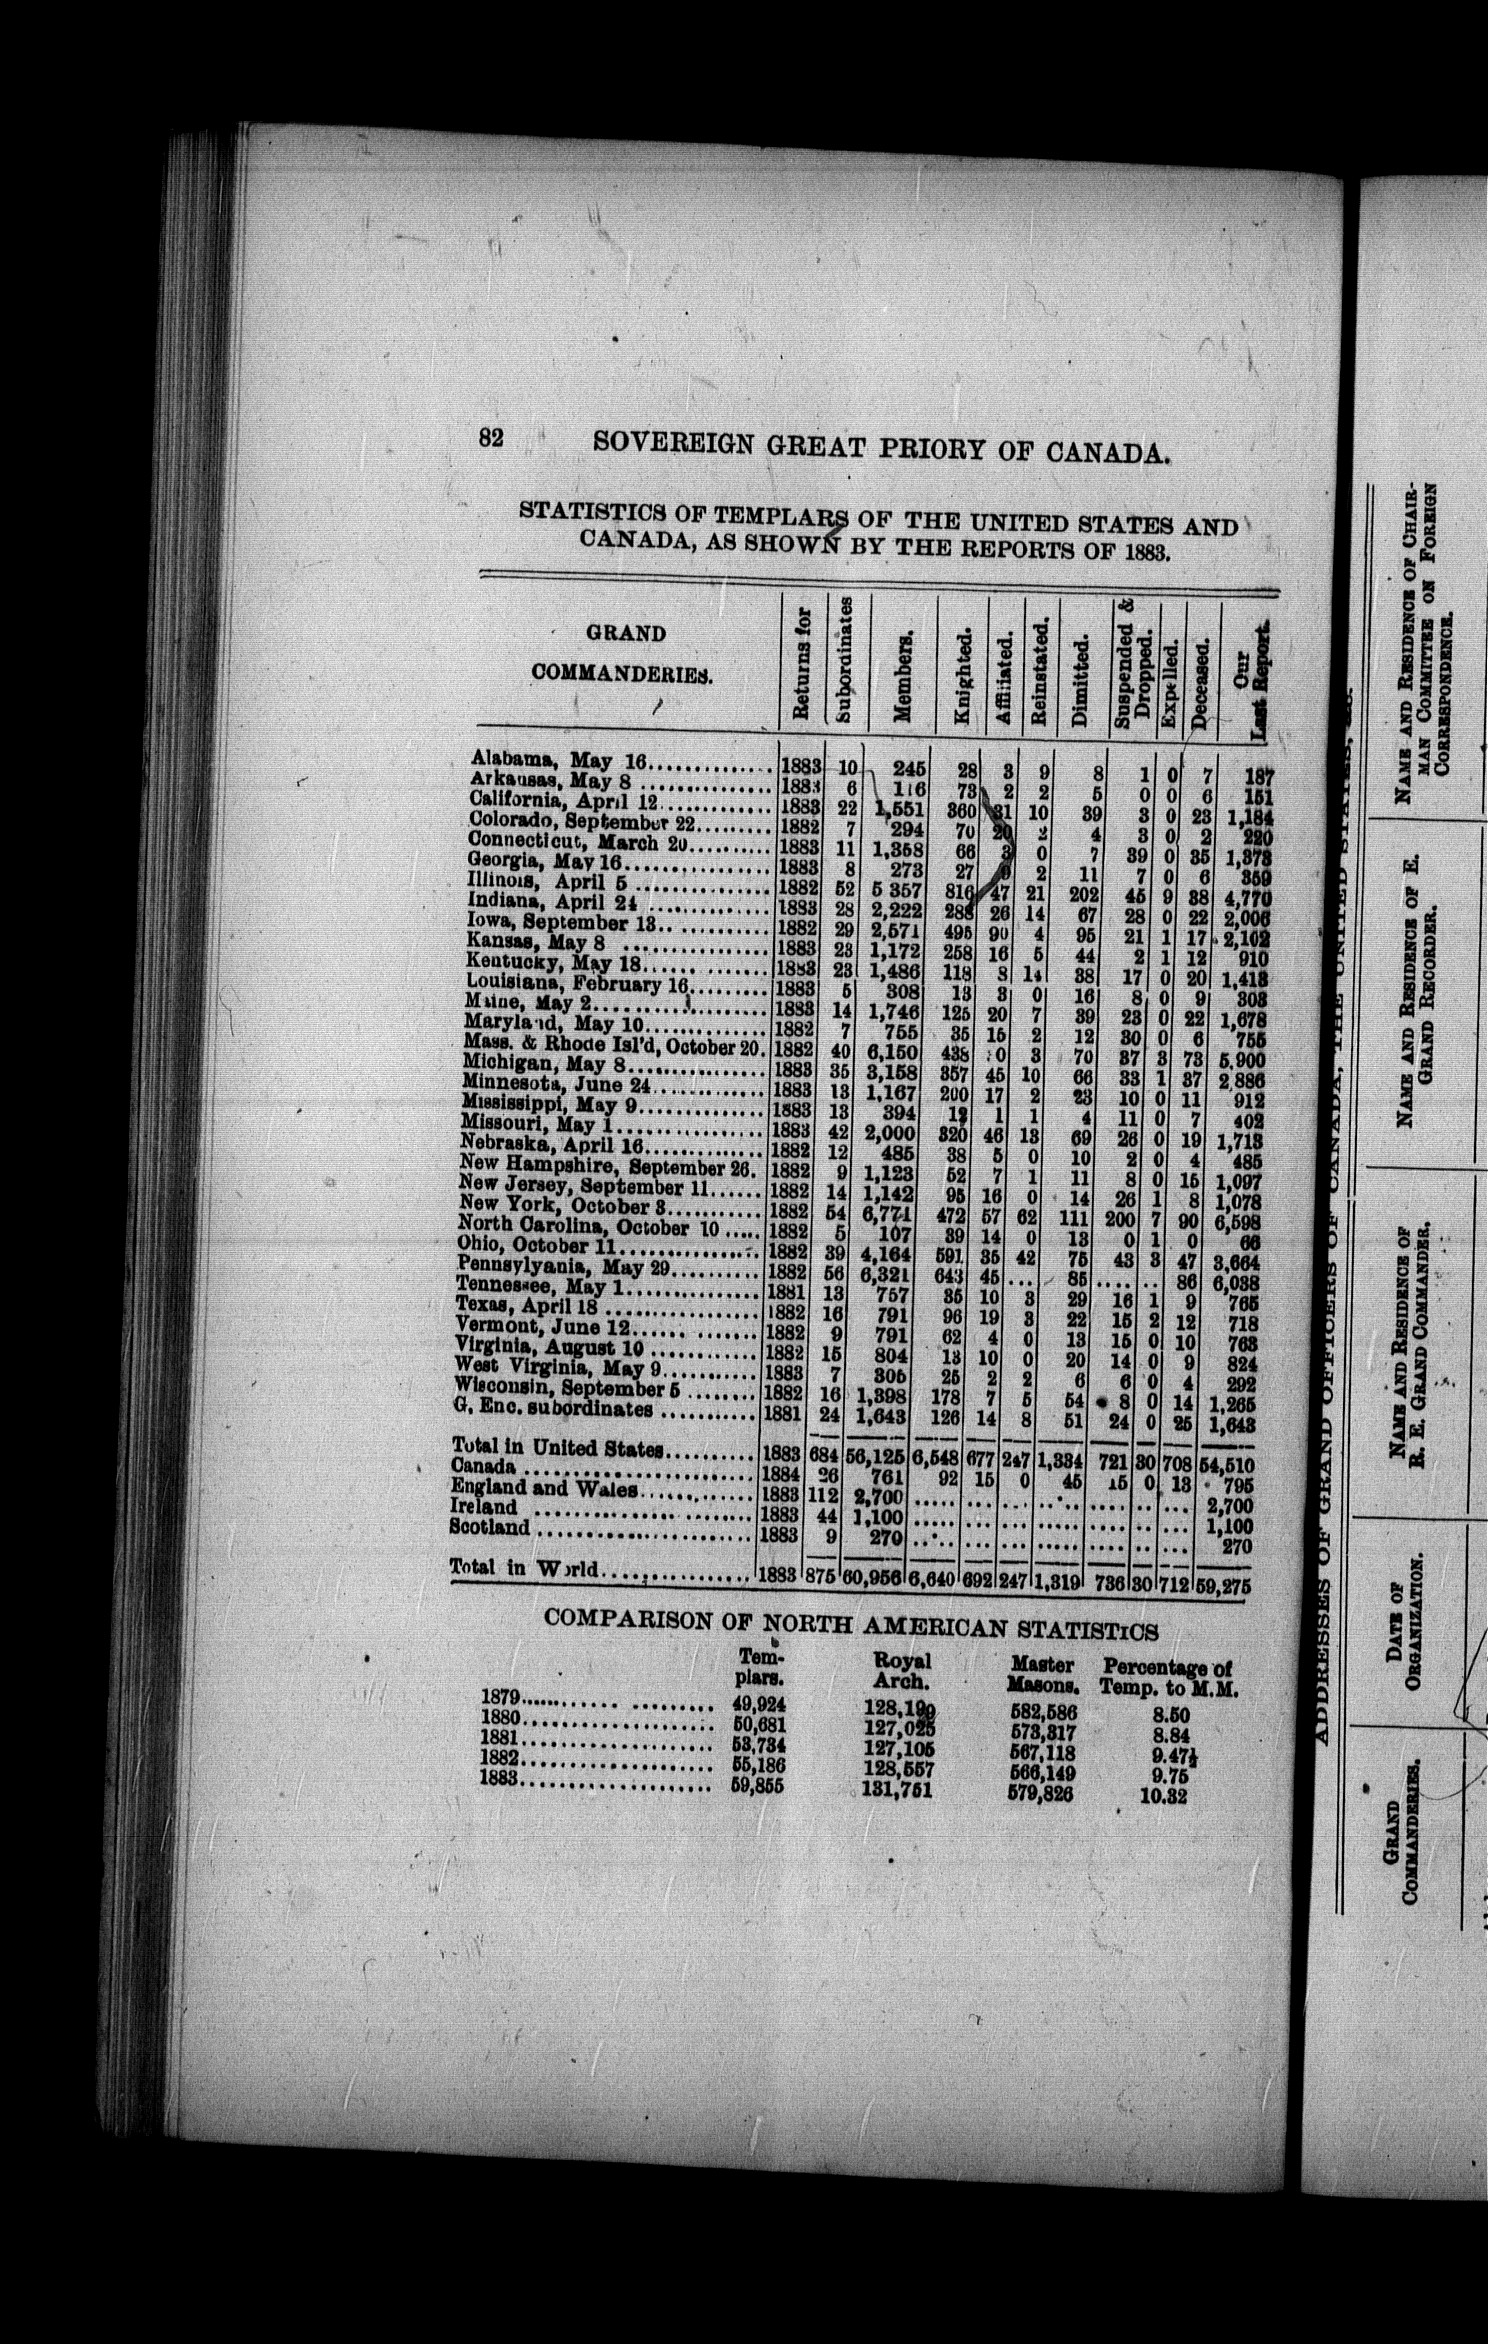 82 SOVEREIGN GREAT PRIORY OF CANADA.
STATISTICS OF TEMPLARS OF THE UNITED STATES AND
CANADA, AS SHOWN BY THE REPORTS OF 1883.
GRAND COMMANDERIES. Returns for Subordinates Members. Knighted. Affiliated. Reinstated. Dimitted. Suspended & Dropped. Expelled. Deceased. Our Last Report.
Alabama, May 16.............. 1883 10 245 28 3 9 8 1 0 7 187
Arkansas, May 8 ............... 1883 6 116 73 2 2 5 0 0 6 151
California, April 12............. 1883 22 1,551 360 31 10 39 3 0 23 1,184
Colorado, September 22......... 1882 7 294 70 20 4 3 0 2 220
Connecticut, March 20.......... 1883 11 1,358 66 3 0 7 39 0 35 1,378
Georgia, May 16................ 1883 8 273 27 2 11 7 0 6 359
Illinois, April 5 ............... 1882 52 5 357 816 47 21 202 45 9 38 4,770
Indiana, April 24 .............. 1883 28 2,222 288 26 14 67 28 0 22 2,006
Iowa, September 13.. .......... 1882 29 2,571 495 90 4 95 21 1 17 2,102
Kansas, May 8 ................ 1883 23 1,172 258 16 5 44 2 1 12 910
Kentucky, May 18...... ....... 1883 23 1,486 118 8 14 38 17 0 20 1,418
Louisiana, February 16......... 1883 5 308 13 3 0 16 8 0 9 303
Maine, May 2.................. 1883 14 1,746 125 20 7 39 23 0 22 1,678
Maryland, May 10.............. 1882 7 755 35 15 2 12 30 0 6 755
Mass. & Rhode Isl'd, October 20. 1882 40 6,150 438 0 3 70 37 3 73 5.900
Michigan, May 8................ 1883 35 3,158 357 45 10 66 33 1 37 2,886
Minnesota, June 24............. 1883 13 1,167 200 17 2 23 10 0 11 912
Mississippi, May 9.............. 1883 13 394 12 1 1 4 11 0 7 402
Missouri, May 1................. 1883 42 2,000 320 46 13 69 26 0 19 1,713
Nebraska, April 16.............. 1882 12 485 38 5 0 10 2 0 4 485
New Hampshire, September 26. 1882 9 1,123 52 7 1 11 8 0 15 1,097
New Jersey, September 11...... 1882 14 1,142 95 16 0 14 26 1 8 1,078
New York, October 3........... 1882 54 6,771 472 57 62 111 200 7 90 6,598
North Carolina, October 10 ..... 1882 5 107 39 14 0 13 0 1 0 66
Ohio, October 11................ 1882 39 4,164 591 35 42 75 43 3 47 3,664
Pennsylvania, May 29.......... 1882 56 6,321 643 45 ... 85 ..... .. 86 6,038
Tennessee, May 1............... 1881 13 757 35 10 3 29 16 1 9 765
Texas, April 18 ................. 1882 16 791 96 19 3 22 15 2 12 718
Vermont, June 12...... ....... 1882 9 791 62 4 0 13 15 0 10 763
Virginia, August 10 ............ 1882 15 804 13 10 0 20 14 0 9 824
West Virginia, May 9........... 1883 7 305 25 2 2 6 6 0 4 292
Wisconsin, September 5 ........ 1882 16 1,398 178 7 5 54 8 0 14 1,265
G. Enc. subordinates ........... 1881 24 1,643 126 14 8 51 24 0 25 1,643
Total in United States.......... 1883 684 56,125 6,548 677 247 1,334 721 30 708 54,510
Canada ......................... 1884 26 761 92 15 0 45 15 0 13 795
England and Wales............. 1883 112 2,700 ..... ... ... ..... .... .. ... 2,700
Ireland ............... ........ 1883 44 1,100 ..... ... ... ..... .... .. ... 1,100
Scotland ....................... 1883 9 270 ..... ... ... ..... .... .. ... 270
Total in World................ 1883 875 60,956 6,640 692 247 1,319 736 30 712 59,275
COMPARISON OF NORTH AMERICAN STATISTICS
Templars. Royal Arch. Master Masons. Percentage of Temp. to M.M.
1879............. ......... 49,924 128,190 582,586 8.50
1880..................... 50,681 127,025 573,317 8.84
1881..................... 53,734 127,105 567,118 9.47½
1882..................... 55,186 128,557 566,149 9.75
1883..................... 59,855 131,751 579,826 10.32
ADDRESSES OF GRAND OFFICERS OF CANADA, THE UNITED STATES,
GRAND COMMANDERIES.
DATE OF ORGANIZATION.
NAME AND RESIDENCE OF R. E. GRAND COMMANDER.
NAME AND RESIDENCE OF E. GRAND RECORDER.
NAME AND RESIDENCE OF CHAIRMAN COMMITTEE ON FOREIGN CORRESPONDENCE.